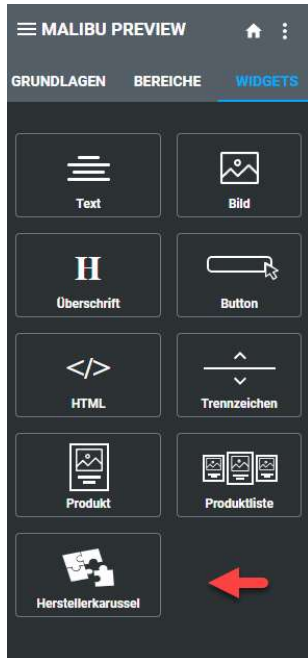 MALIBU PREVIEW
GRUNDLAGEN BEREICHE WIDGETS
Text Bild
H
Überschrift Button
</>
HTML Trennzeichen
Produkt Produktliste
Herstellerkarussel